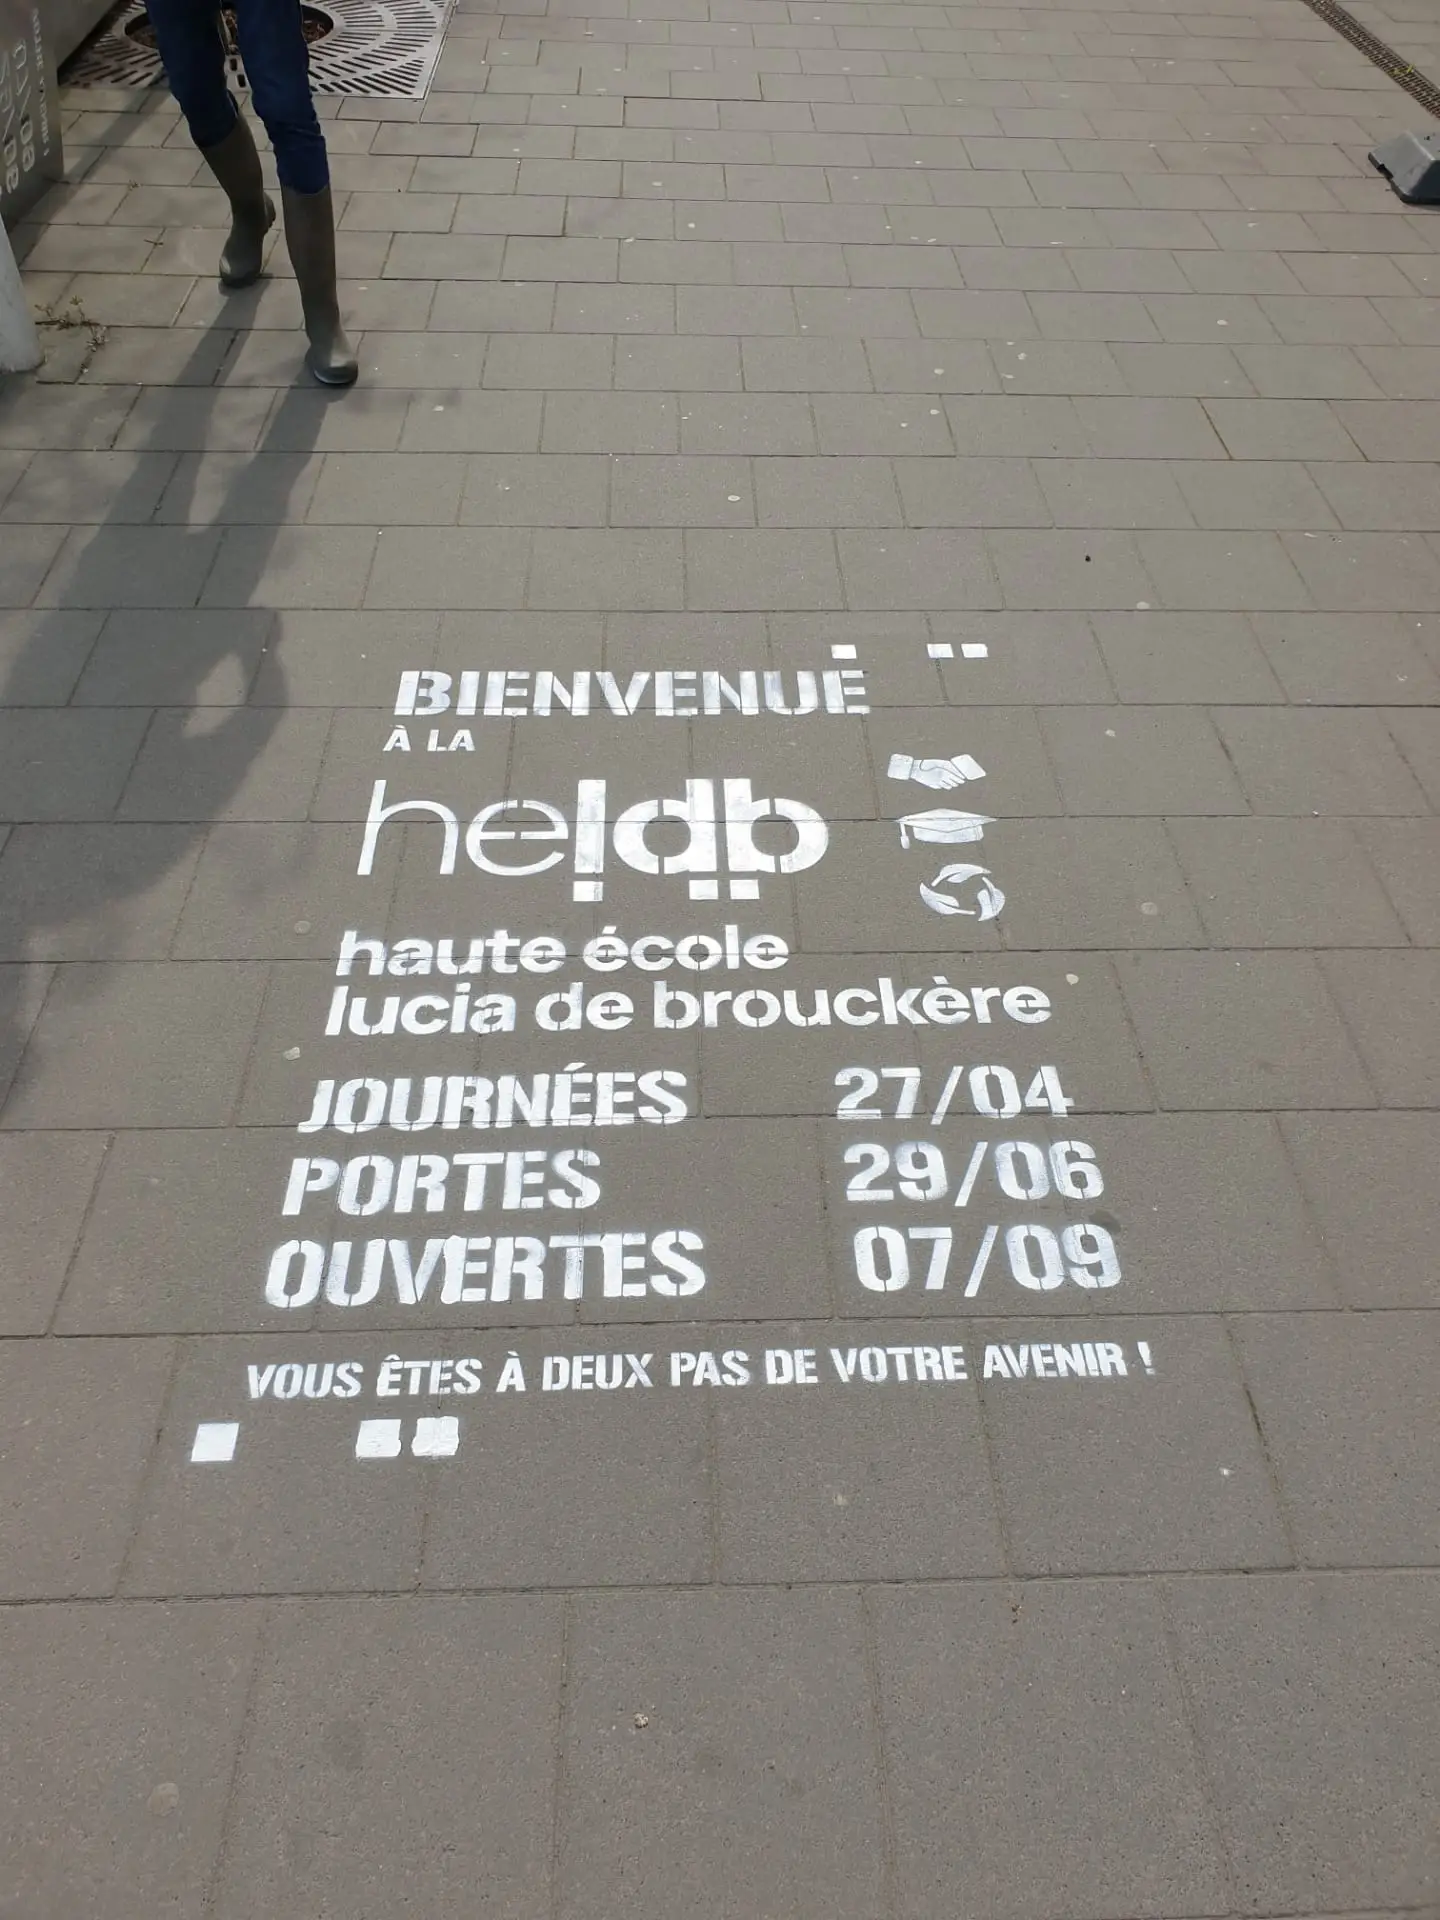 BIENVENUE
À LA
heldb
haute école
lucia de brouckère
JOURNÉES 27/04
PORTES 29/06
OUVERTES 07/09
VOUS ÊTES À DEUX PAS DE VOTRE AVENIR !